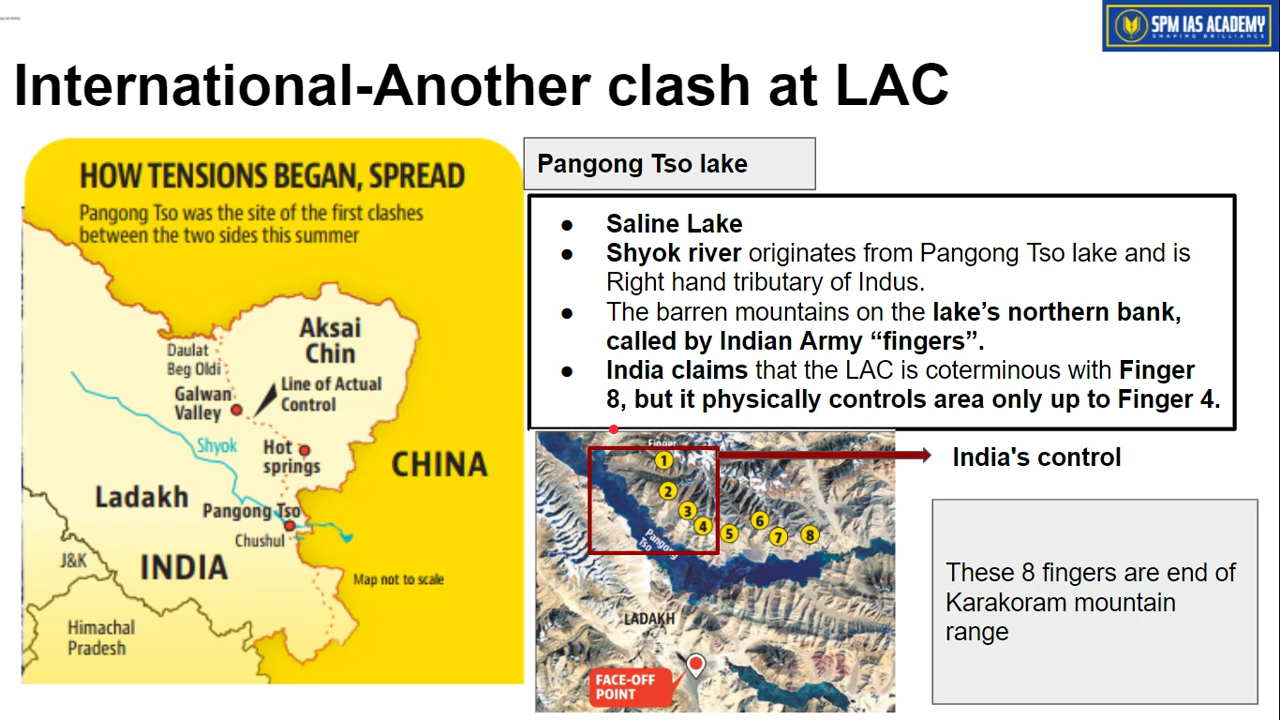 SPM IAS ACADEMY
SHAPING BRILLIANCE
International-Another clash at LAC
HOW TENSIONS BEGAN, SPREAD
Pangong Tso was the site of the first clashes
between the two sides this summer
Aksai
Chin
Daulat
Beg Oldi
Galwan
Valley
Line of Actual
Control
Shyok
Hot
springs
CHINA
Ladakh
Pangong Tso
Chushul
J&K
INDIA
Map not to scale
Himachal
Pradesh
Pangong Tso lake
● Saline Lake
● Shyok river originates from Pangong Tso lake and is
Right hand tributary of Indus.
● The barren mountains on the lake’s northern bank,
called by Indian Army “fingers”.
● India claims that the LAC is coterminous with Finger
8, but it physically controls area only up to Finger 4.
Finger
1
2
3
4
5
6
7
8
Pangong
Tso
LADAKH
FACE-OFF
POINT
India's control
These 8 fingers are end of
Karakoram mountain
range